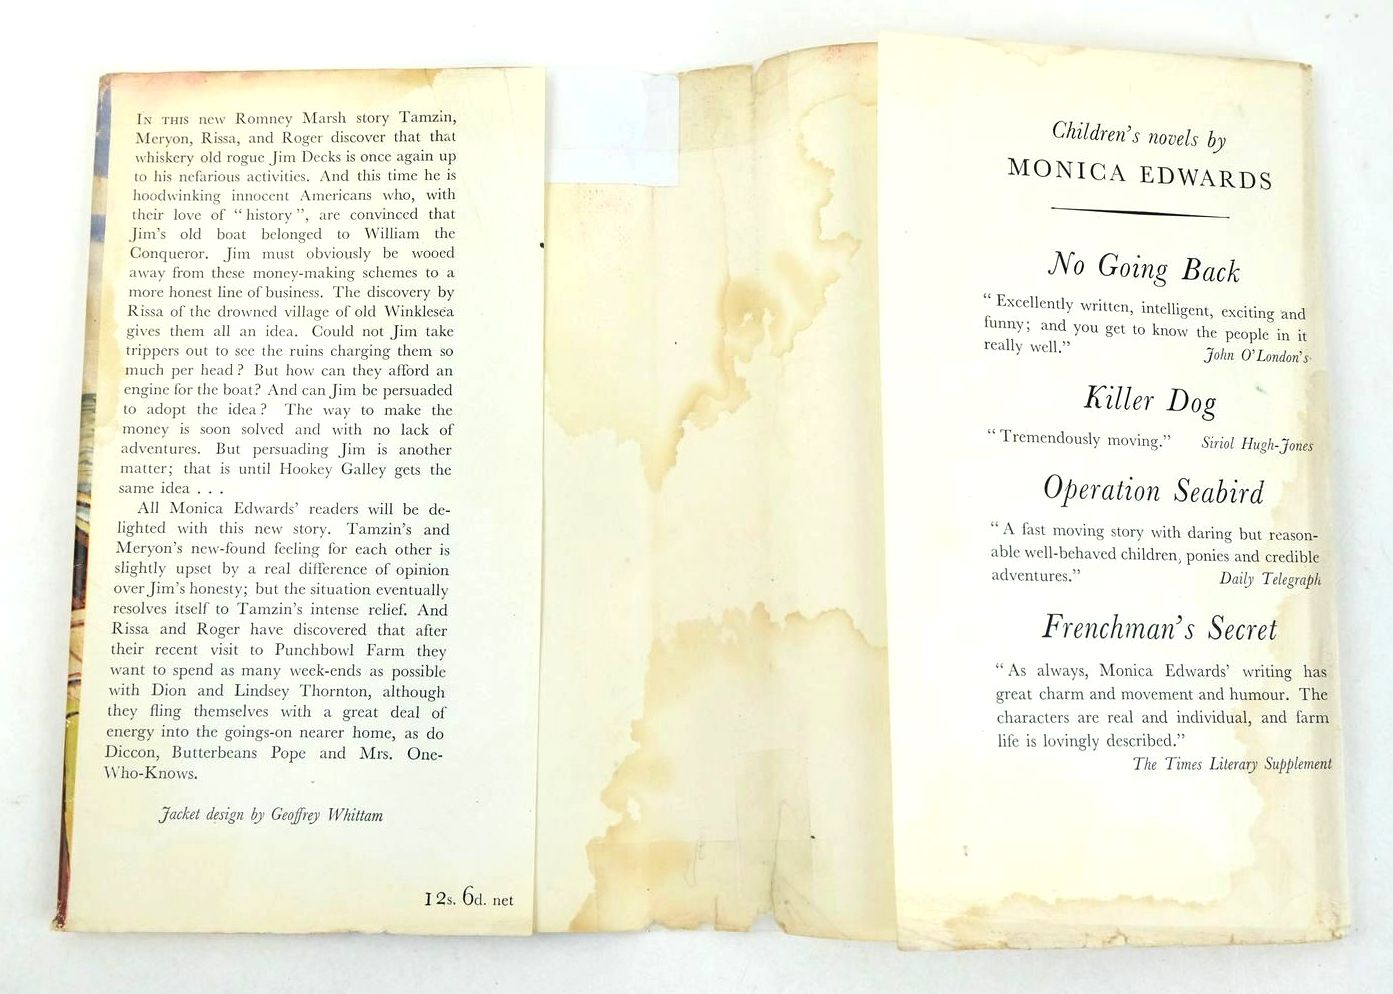 IN THIS new Romney Marsh story Tamzin,
Meryon, Rissa, and Roger discover that that
whiskery old rogue Jim Decks is once again up
to his nefarious activities. And this time he is
hoodwinking innocent Americans who, with
their love of "history", are convinced that
Jim's old boat belonged to William the
Conqueror. Jim must obviously be wooed
away from these money-making schemes to a
more honest line of business. The discovery by
Rissa of the drowned village of old Winklesea
gives them all an idea. Could not Jim take
trippers out to see the ruins charging them so
much per head? But how can they afford an
engine for the boat? And can Jim be persuaded
to adopt the idea? The way to make the
money is soon solved and with no lack of
adventures. But persuading Jim is another
matter; that is until Hookey Galley gets the
same idea . . .
All Monica Edwards' readers will be de-
lighted with this new story. Tamzin's and
Meryon's new-found feeling for each other is
slightly upset by a real difference of opinion
over Jim's honesty; but the situation eventually
resolves itself to Tamzin's intense relief. And
Rissa and Roger have discovered that after
their recent visit to Punchbowl Farm they
want to spend as many week-ends as possible
with Dion and Lindsey Thornton, although
they fling themselves with a great deal of
energy into the goings-on nearer home, as do
Diccon, Butterbeans Pope and Mrs. One-
Who-Knows.
Jacket design by Geoffrey Whittam
12s. 6d. net
Children's novels by
MONICA EDWARDS
No Going Back
"Excellently written, intelligent, exciting and
funny; and you get to know the people in it
really well." John O'London's
Killer Dog
"Tremendously moving." Siriol Hugh-Jones
Operation Seabird
"A fast moving story with daring but reason-
able well-behaved children, ponies and credible
adventures." Daily Telegraph
Frenchman's Secret
"As always, Monica Edwards' writing has
great charm and movement and humour. The
characters are real and individual, and farm
life is lovingly described."
The Times Literary Supplement